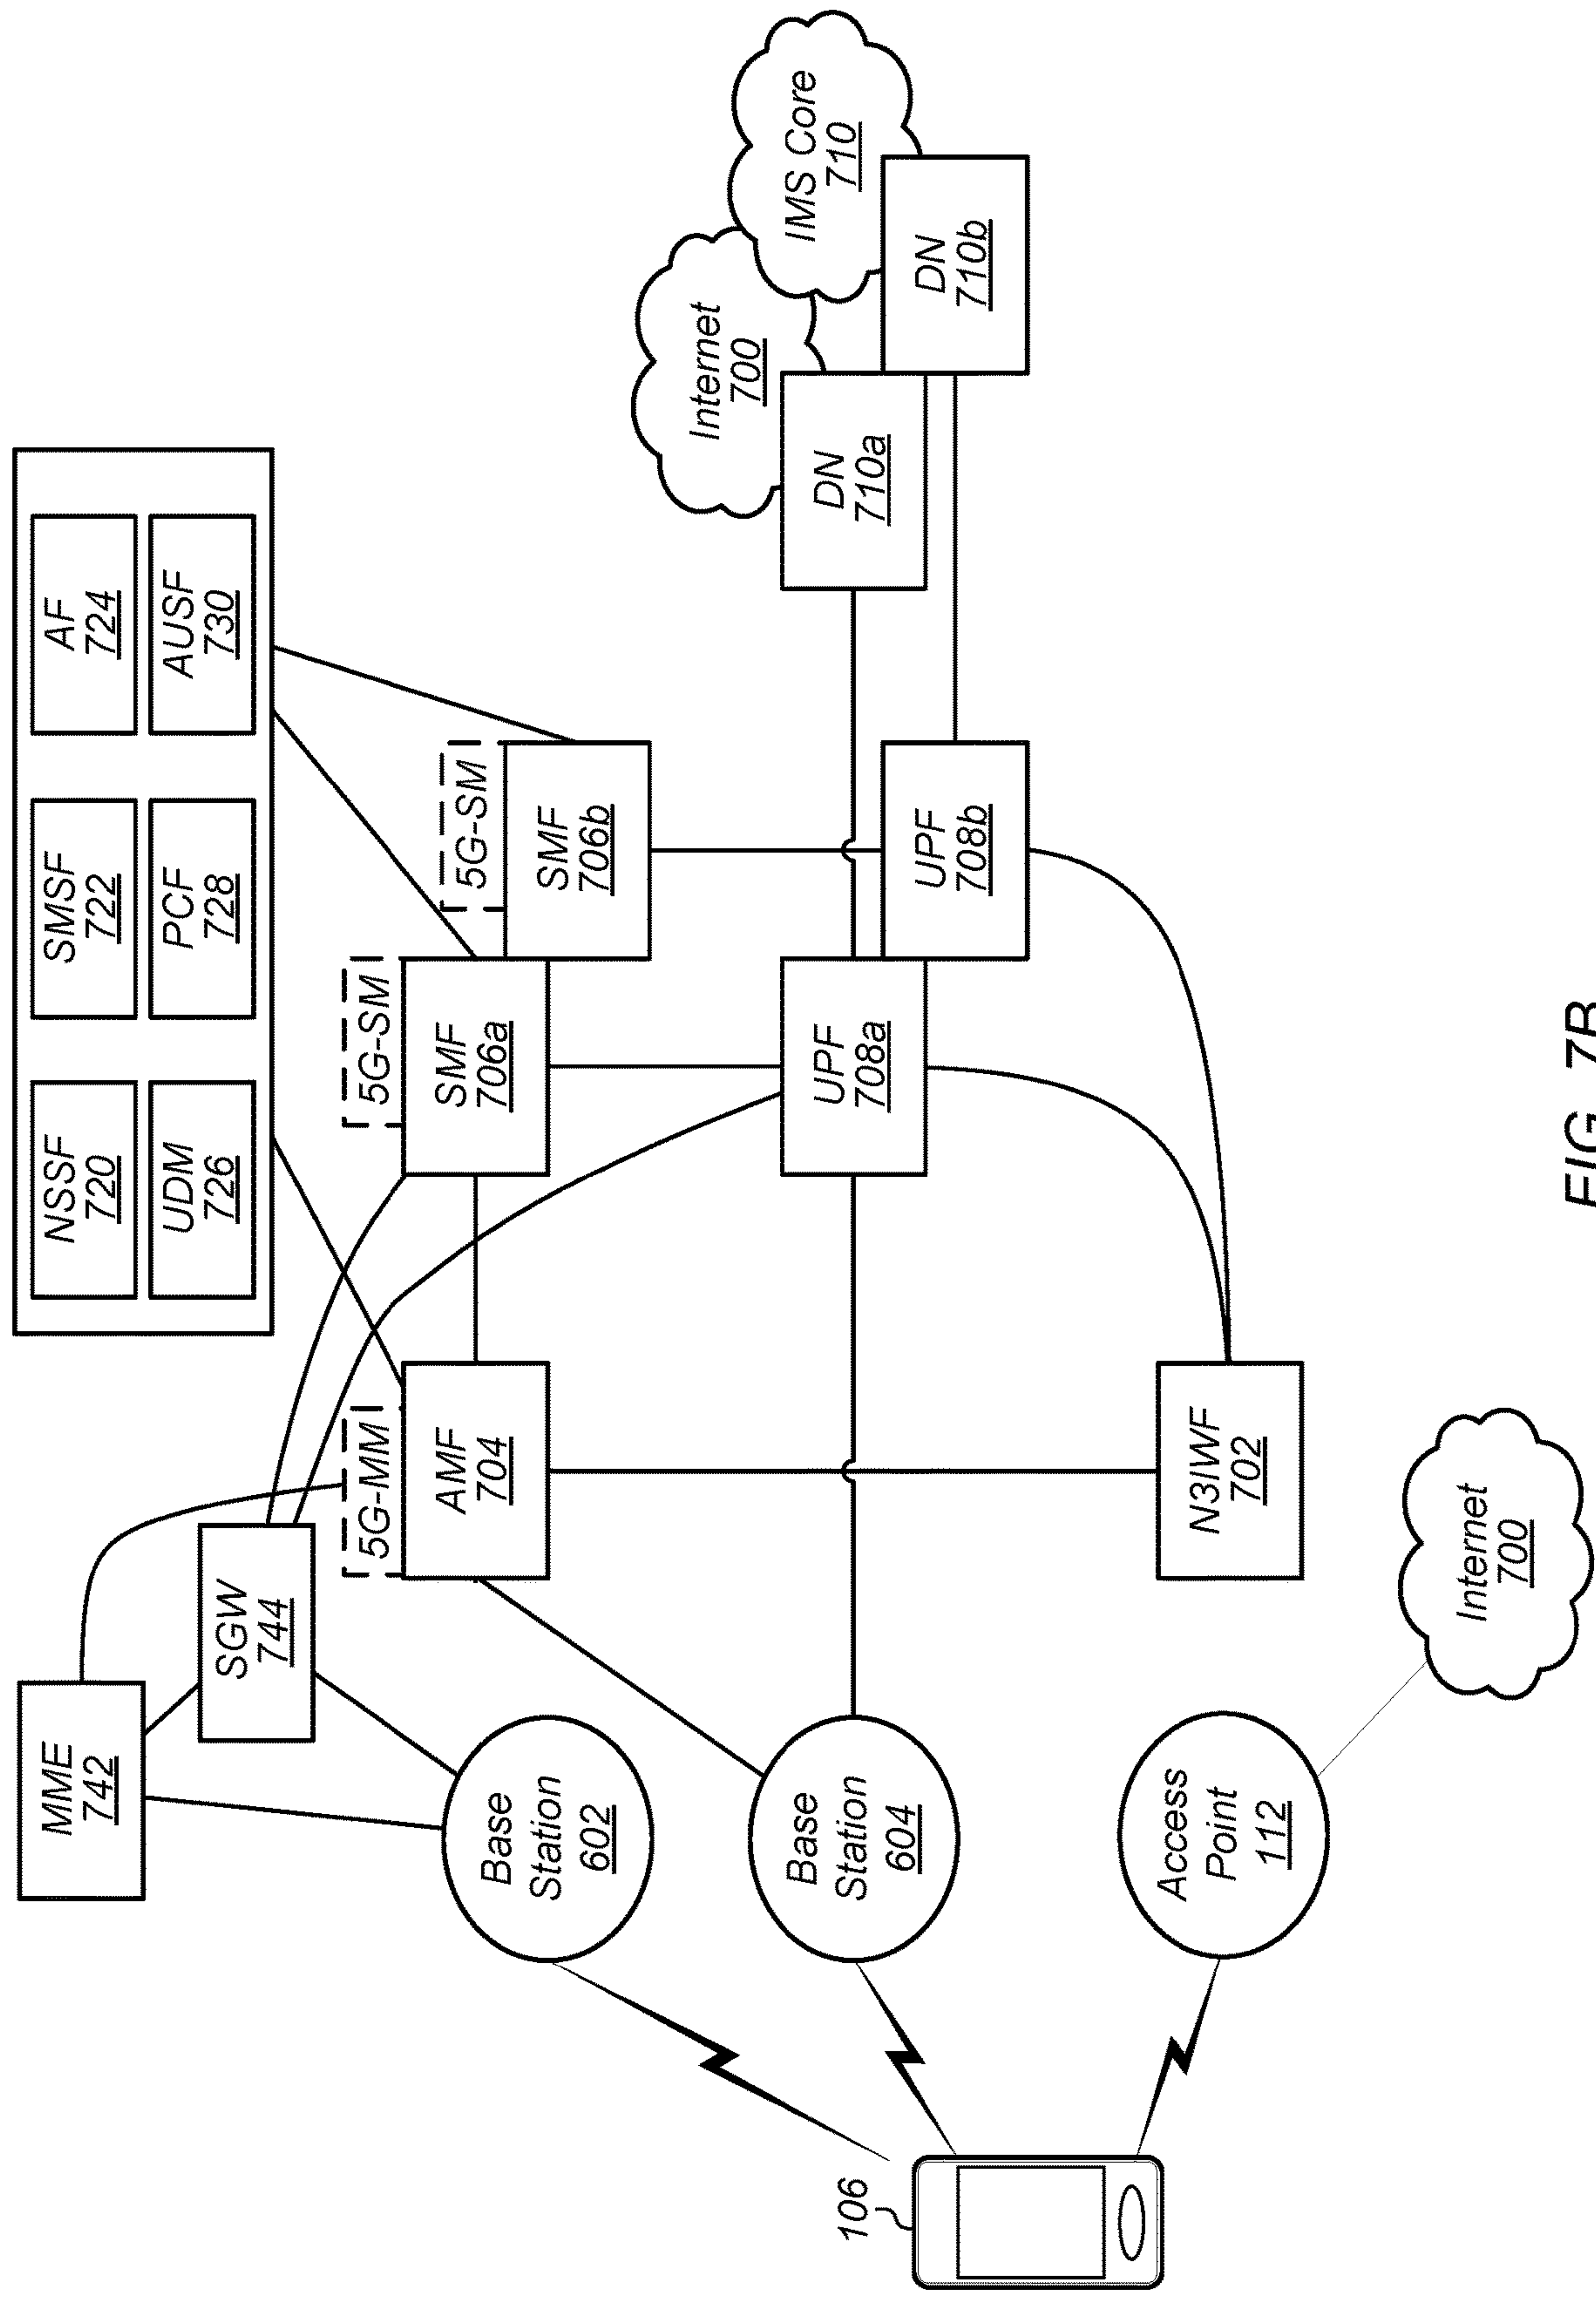 MME
742
SGW
744
NSSF
720
SMSF
722
AF
724
UDM
726
PCF
728
AUSF
730
5G-MM
AMF
704
5G-SM
SMF
706a
5G-SM
SMF
706b
Base
Station
602
Base
Station
604
UPF
708a
UPF
708b
Internet
700
IMS Core
710
DN
710a
DN
710b
106
Access
Point
112
N3IWF
702
Internet
700
FIG. 7B